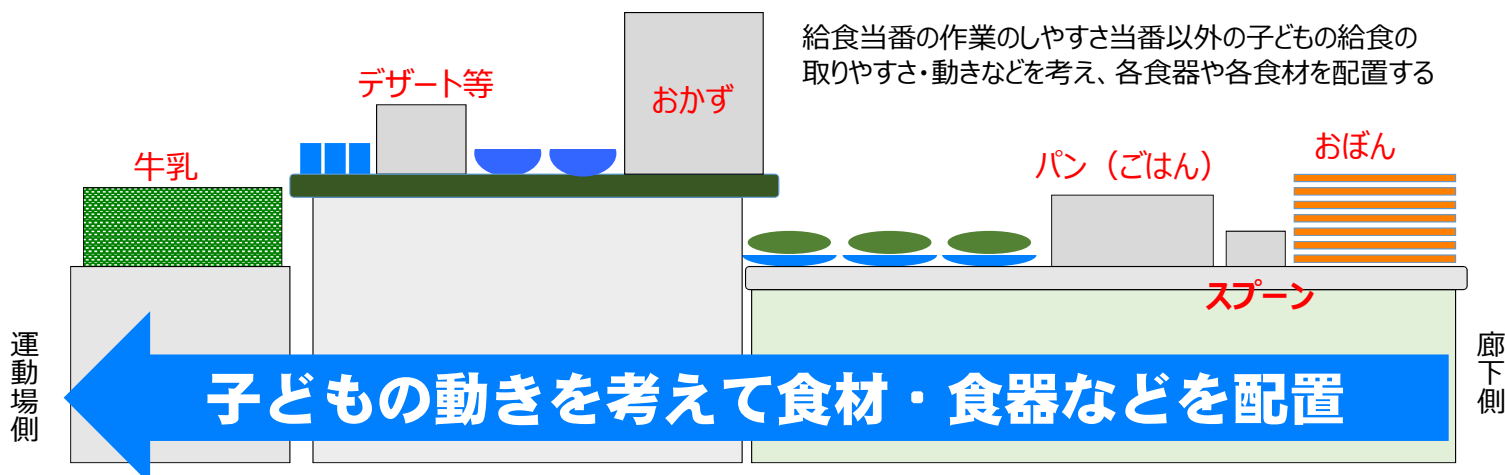 給食当番の作業のしやすさ当番以外の子どもの給食の
取りやすさ・動きなどを考え、各食器や各食材を配置する
デザート等
おかず
牛乳
パン（ごはん）
おぼん
スプーン
運動場側
子どもの動きを考えて食材・食器などを配置
廊下側